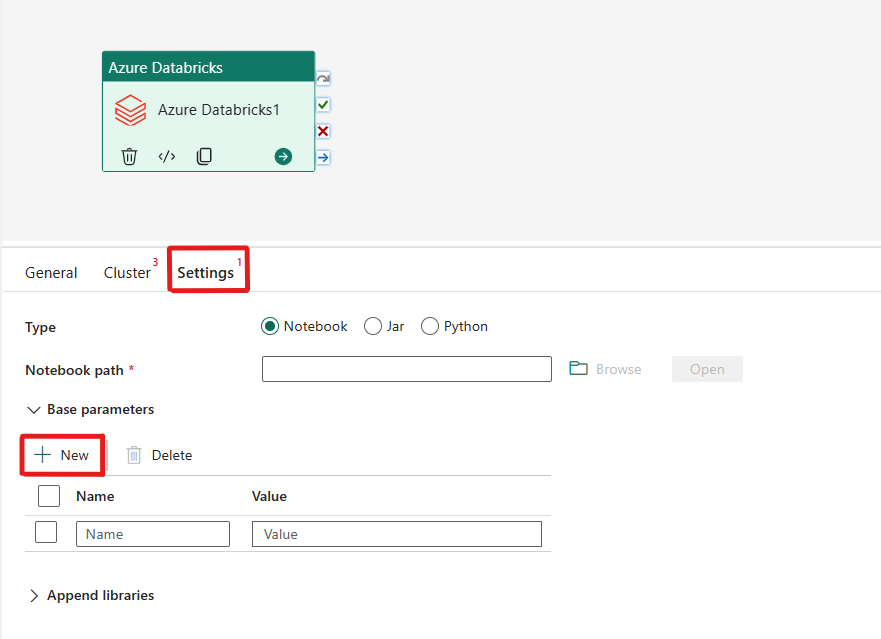 Azure Databricks
Azure Databricks1
General Cluster 3 Settings 1
Type Notebook Jar Python
Notebook path * Browse Open
Base parameters
New Delete
Name Value
Name Value
Append libraries